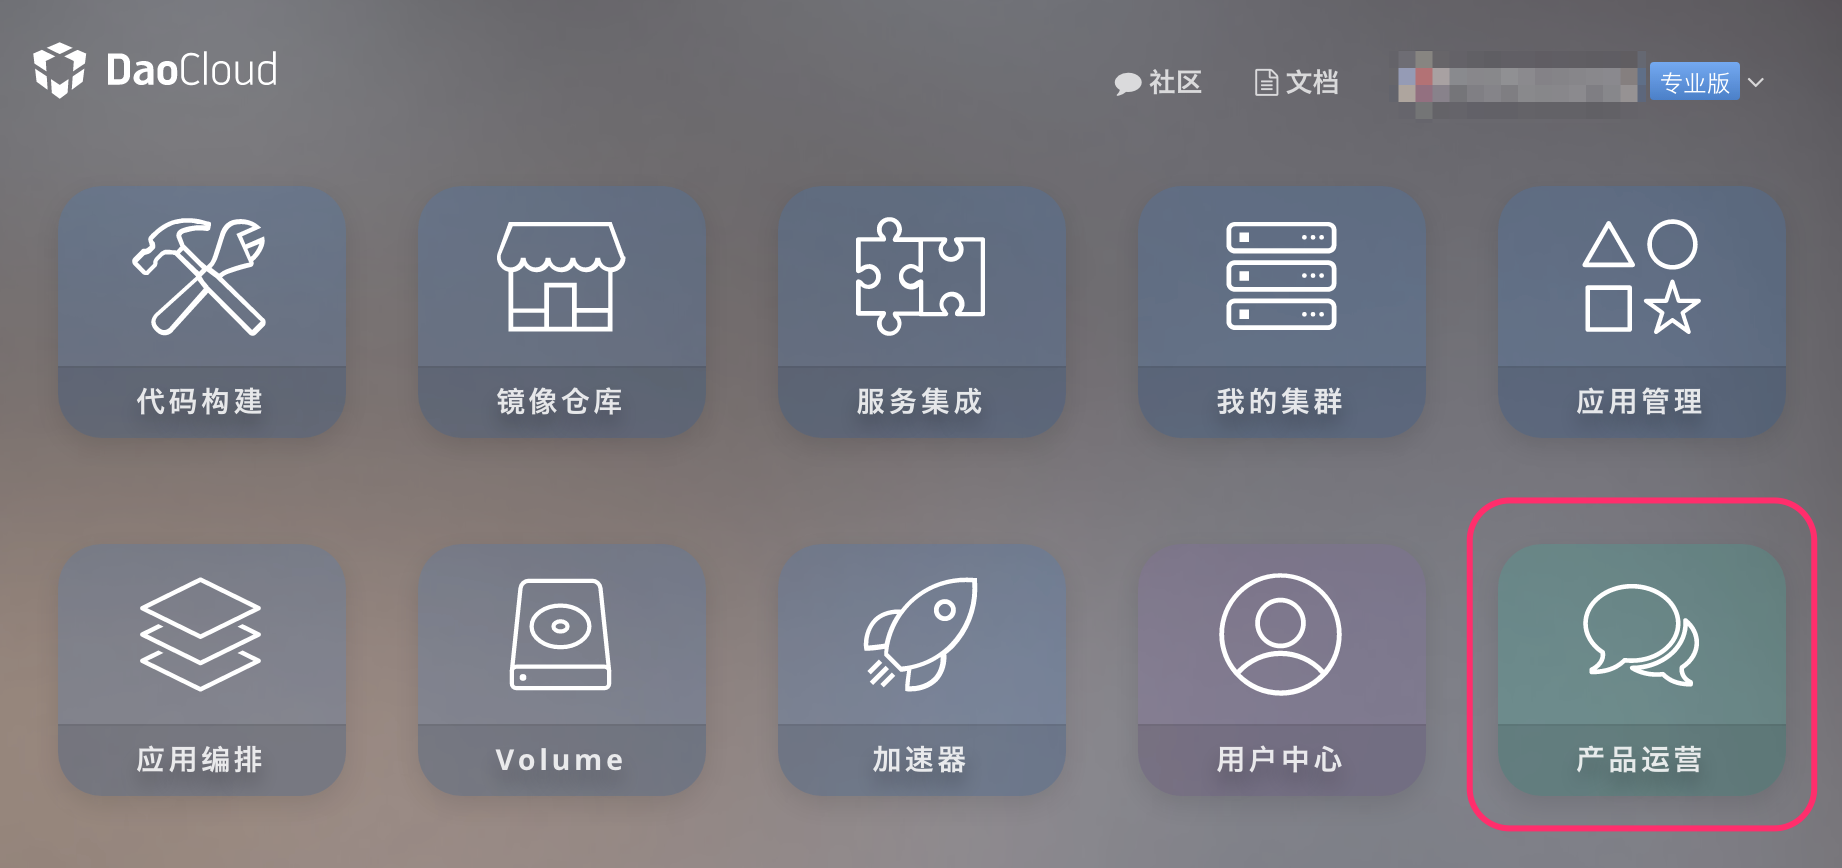 DaoCloud
社区
文档
专业版
代码构建
镜像仓库
服务集成
我的集群
应用管理
应用编排
Volume
加速器
用户中心
产品运营